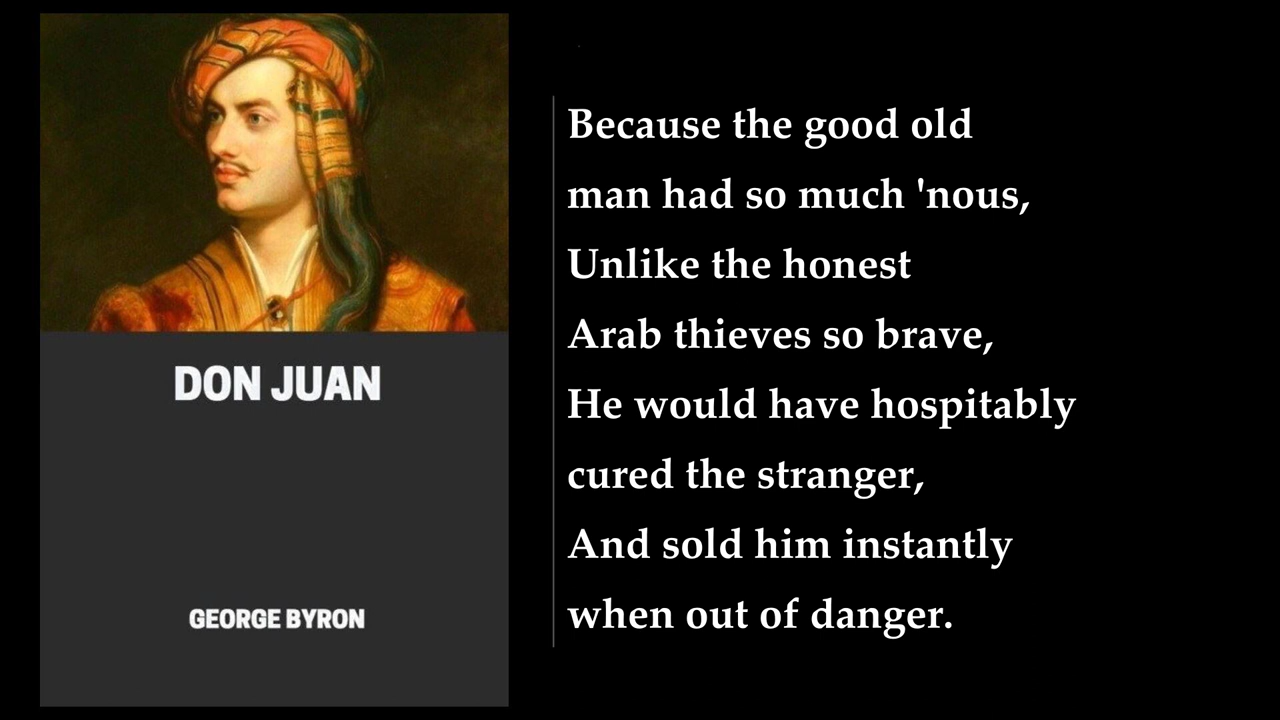 DON JUAN
GEORGE BYRON
Because the good old
man had so much 'nous,
Unlike the honest
Arab thieves so brave,
He would have hospitably
cured the stranger,
And sold him instantly
when out of danger.